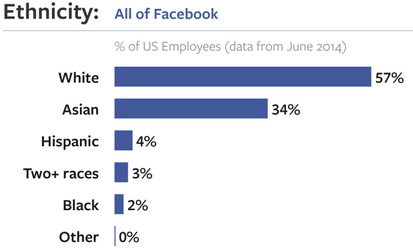 Ethnicity: All of Facebook
% of US Employees (data from June 2014)
White 57%
Asian 34%
Hispanic 4%
Two+ races 3%
Black 2%
Other 0%